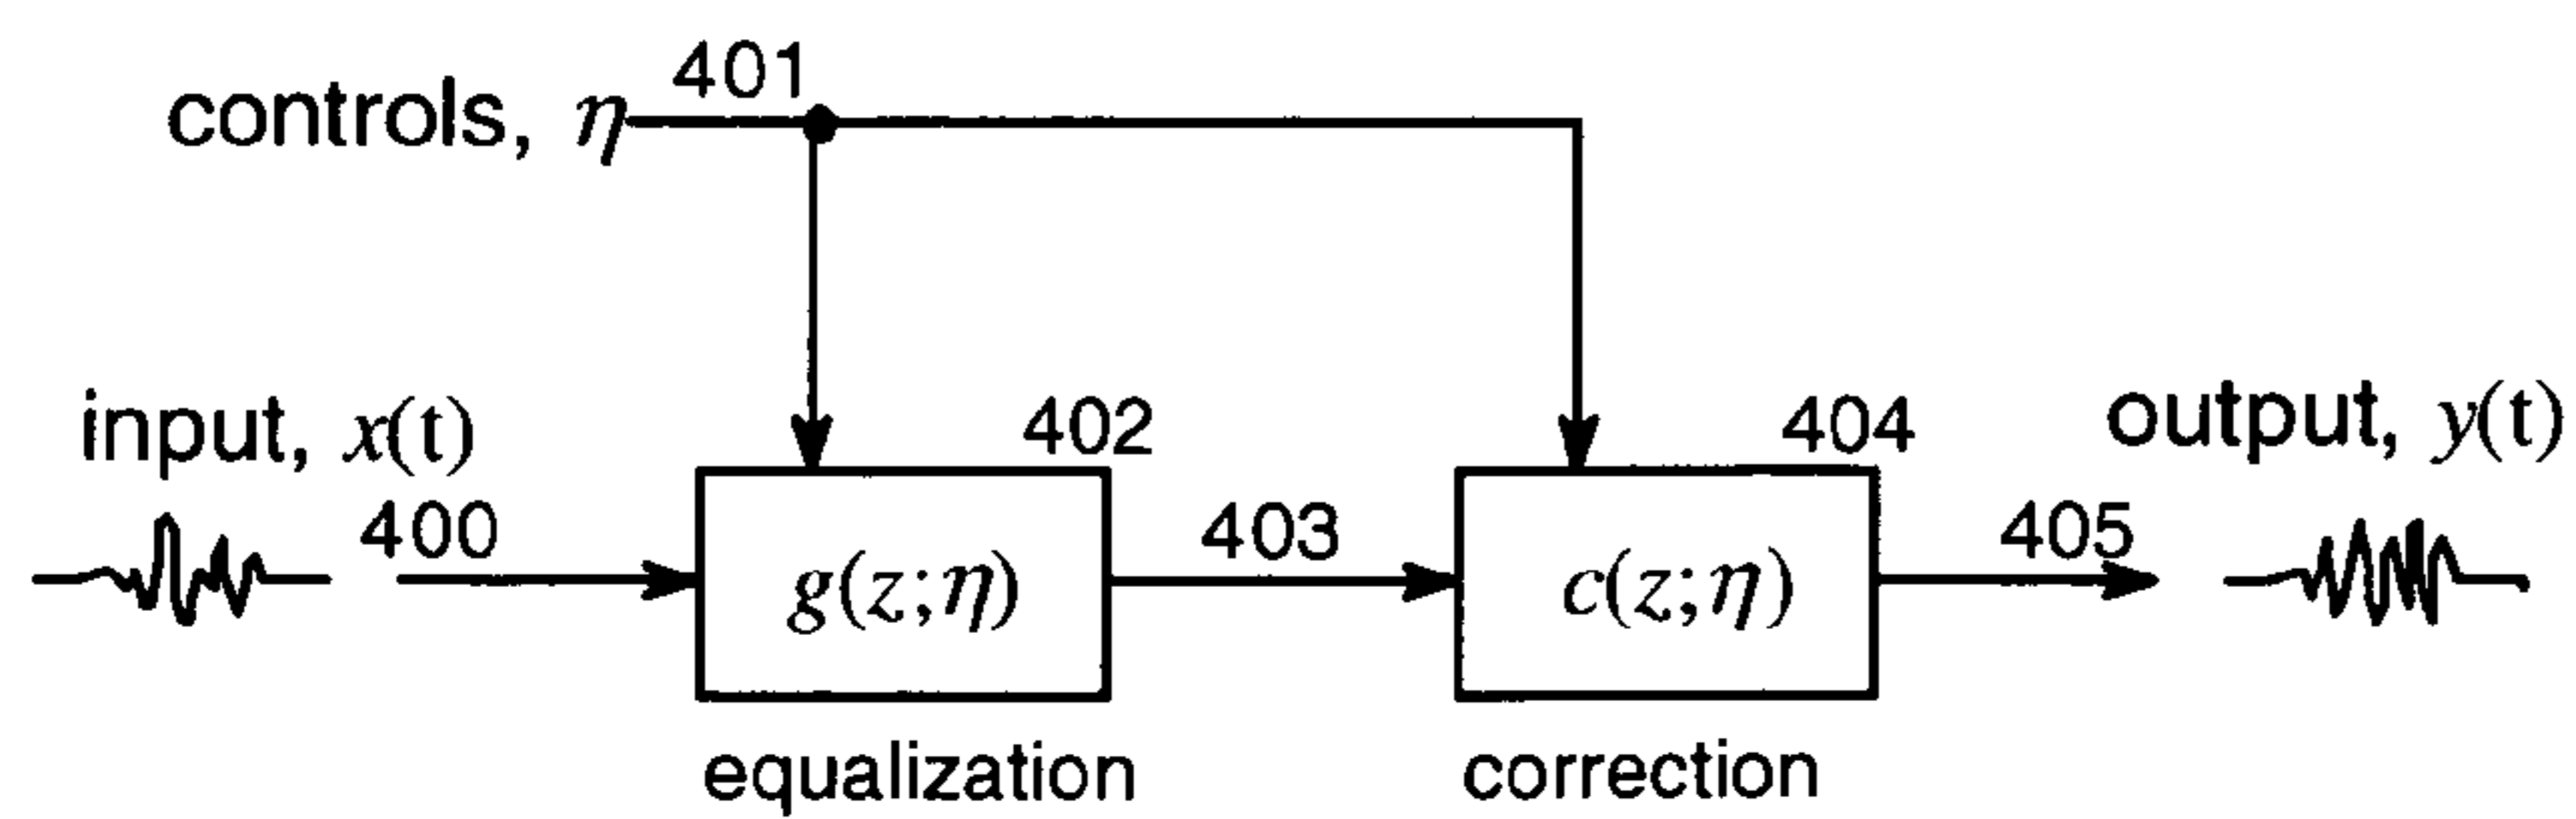 401
controls, η
input, x(t)
402
404
output, y(t)
400
403
405
g(z;η)
c(z;η)
equalization
correction